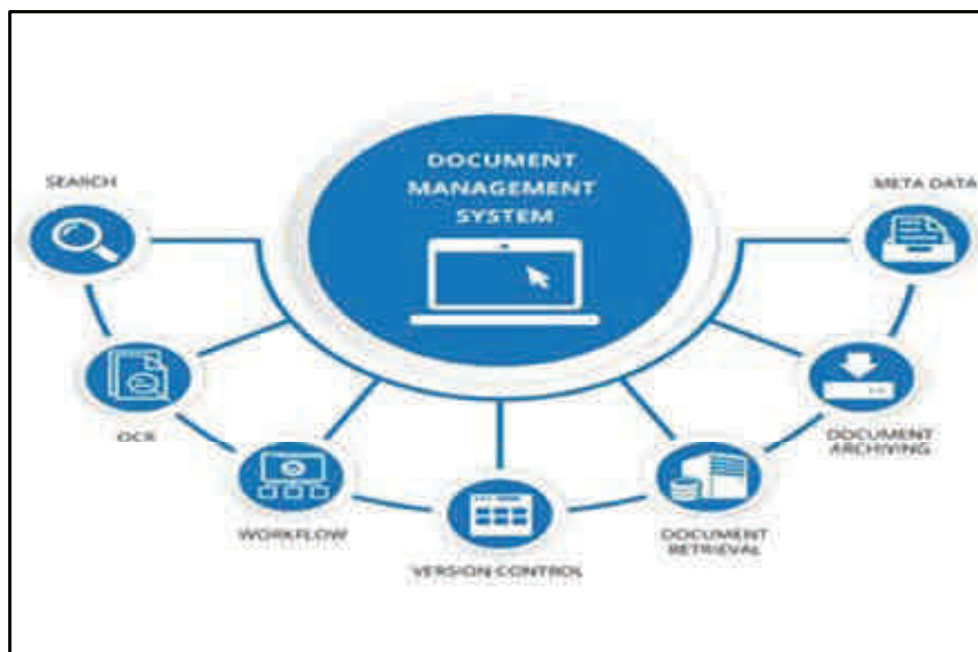 DOCUMENT
MANAGEMENT
SYSTEM
SEARCH
OCR
WORKFLOW
VERSION CONTROL
DOCUMENT
RETRIEVAL
DOCUMENT
ARCHIVING
META DATA